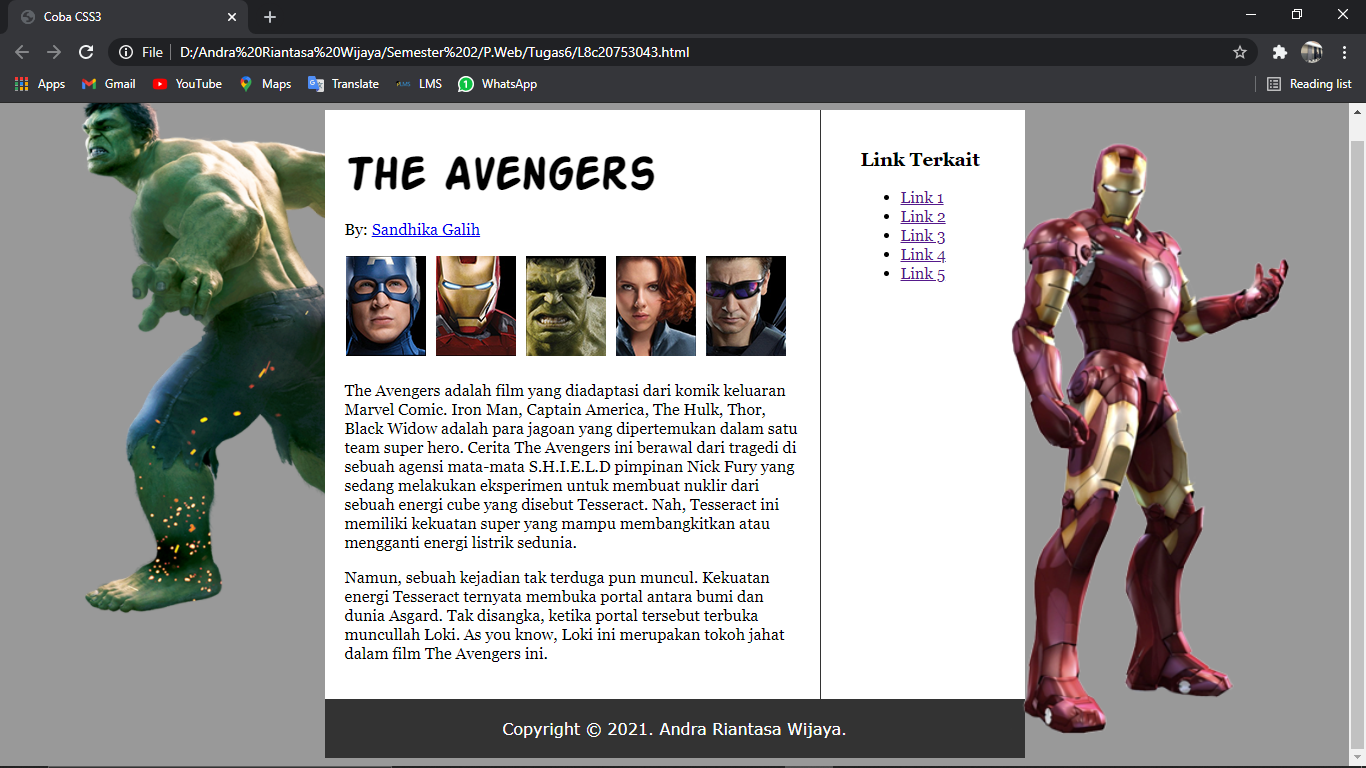 Coba CSS3
File
D:/Andra%20Riantasa%20Wijaya/Semester%202/P.Web/Tugas6/L8c20753043.html
Apps
Gmail
YouTube
Maps
Translate
LMS
WhatsApp
Reading list
THE AVENGERS
By: Sandhika Galih
The Avengers adalah film yang diadaptasi dari komik keluaran
Marvel Comic. Iron Man, Captain America, The Hulk, Thor,
Black Widow adalah para jagoan yang dipertemukan dalam satu
team super hero. Cerita The Avengers ini berawal dari tragedi di
sebuah agensi mata-mata S.H.I.E.L.D pimpinan Nick Fury yang
sedang melakukan eksperimen untuk membuat nuklir dari
sebuah energi cube yang disebut Tesseract. Nah, Tesseract ini
memiliki kekuatan super yang mampu membangkitkan atau
mengganti energi listrik sedunia.
Namun, sebuah kejadian tak terduga pun muncul. Kekuatan
energi Tesseract ternyata membuka portal antara bumi dan
dunia Asgard. Tak disangka, ketika portal tersebut terbuka
muncullah Loki. As you know, Loki ini merupakan tokoh jahat
dalam film The Avengers ini.
Link Terkait
Link 1
Link 2
Link 3
Link 4
Link 5
Copyright © 2021. Andra Riantasa Wijaya.